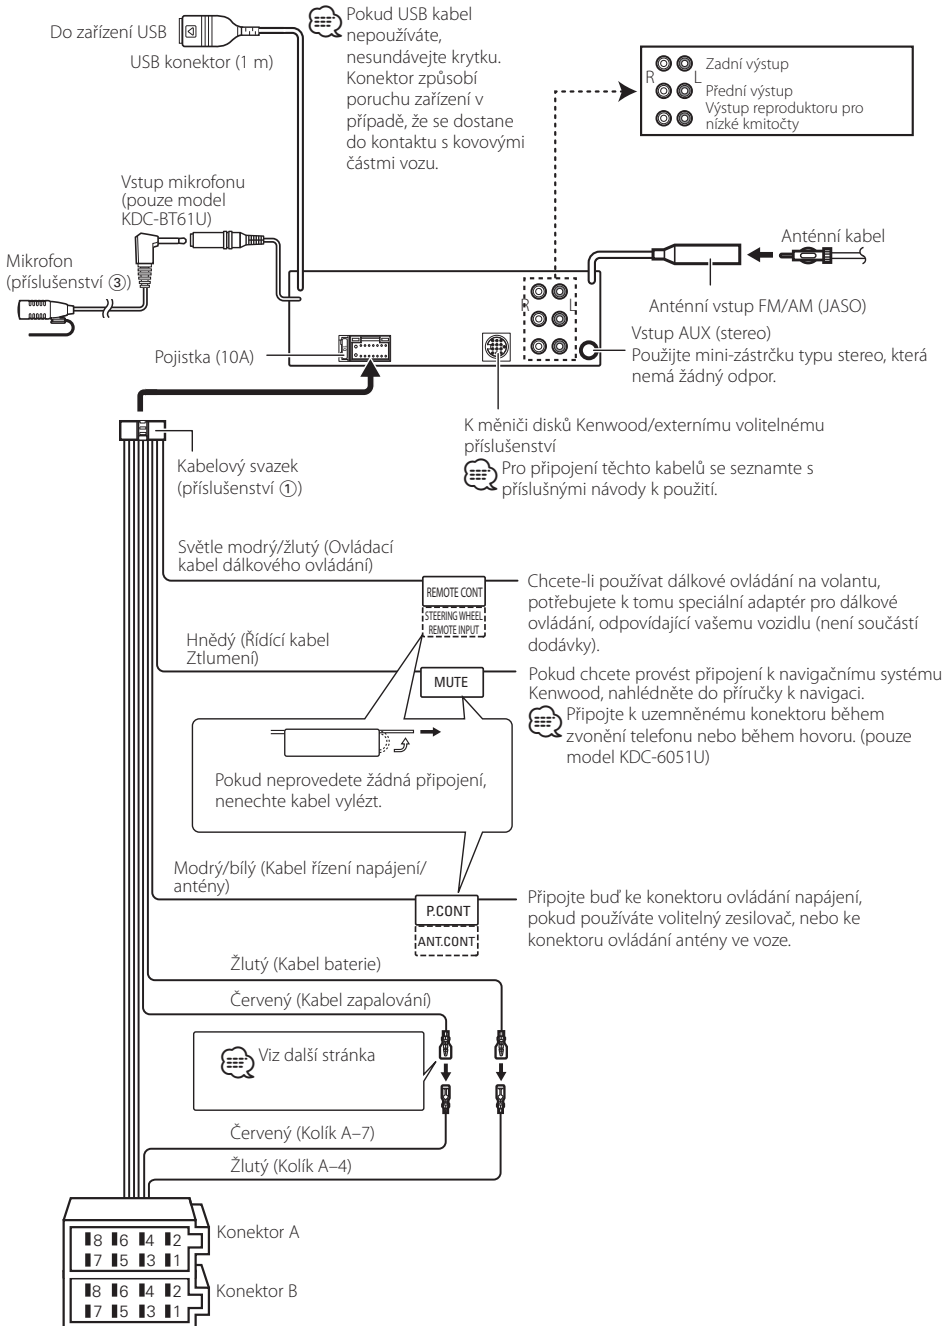 Do zařízení USB
USB konektor (1 m)
Pokud USB kabel
nepoužíváte,
nesundávejte krytku.
Konektor způsobí
poruchu zařízení v
případě, že se dostane
do kontaktu s kovovými
částmi vozu.
R
L
Zadní výstup
Přední výstup
Výstup reproduktoru pro
nízké kmitočty
Vstup mikrofonu
(pouze model
KDC-BT61U)
Mikrofon
(příslušenství ③)
Anténní kabel
Anténní vstup FM/AM (JASO)
R
L
Vstup AUX (stereo)
Použijte mini-zástrčku typu stereo, která
nemá žádný odpor.
Pojistka (10A)
K měniči disků Kenwood/externímu volitelnému
příslušenství
Pro připojení těchto kabelů se seznamte s
příslušnými návody k použití.
Kabelový svazek
(příslušenství ①)
Světle modrý/žlutý (Ovládací
kabel dálkového ovládání)
REMOTE CONT
STEERING WHEEL
REMOTE INPUT
Chcete-li používat dálkové ovládání na volantu,
potřebujete k tomu speciální adaptér pro dálkové
ovládání, odpovídající vašemu vozidlu (není součástí
dodávky).
Hnědý (Řídící kabel
Ztlumení)
MUTE
Pokud chcete provést připojení k navigačnímu systému
Kenwood, nahlédněte do příručky k navigaci.
Připojte k uzemněnému konektoru během
zvonění telefonu nebo během hovoru. (pouze
model KDC-6051U)
Pokud neprovedete žádná připojení,
nenechte kabel vylézt.
Modrý/bílý (Kabel řízení napájení/
antény)
P.CONT
ANT.CONT
Připojte buď ke konektoru ovládání napájení,
pokud používáte volitelný zesilovač, nebo ke
konektoru ovládání antény ve voze.
Žlutý (Kabel baterie)
Červený (Kabel zapalování)
Viz další stránka
Červený (Kolík A–7)
Žlutý (Kolík A–4)
Konektor A
8 6 4 2
7 5 3 1
Konektor B
8 6 4 2
7 5 3 1